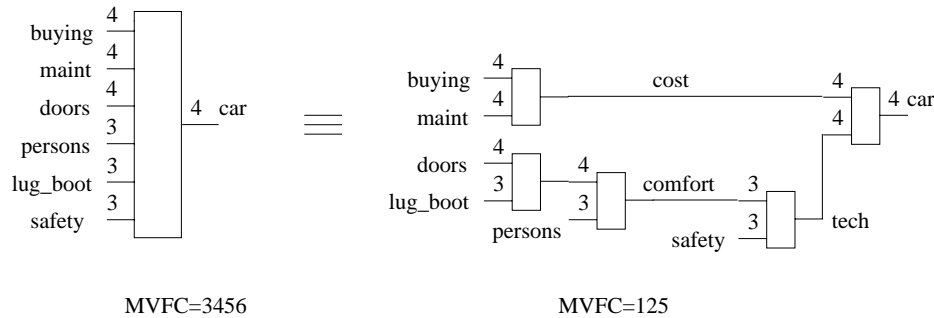 4
buying
4
maint
4
doors
4 car
3
persons
3
lug_boot
3
safety
MVFC=3456
4
buying
4
maint
cost
4
4
4 car
4
doors
3
lug_boot
4
3
persons
comfort
3
3
safety
tech
MVFC=125